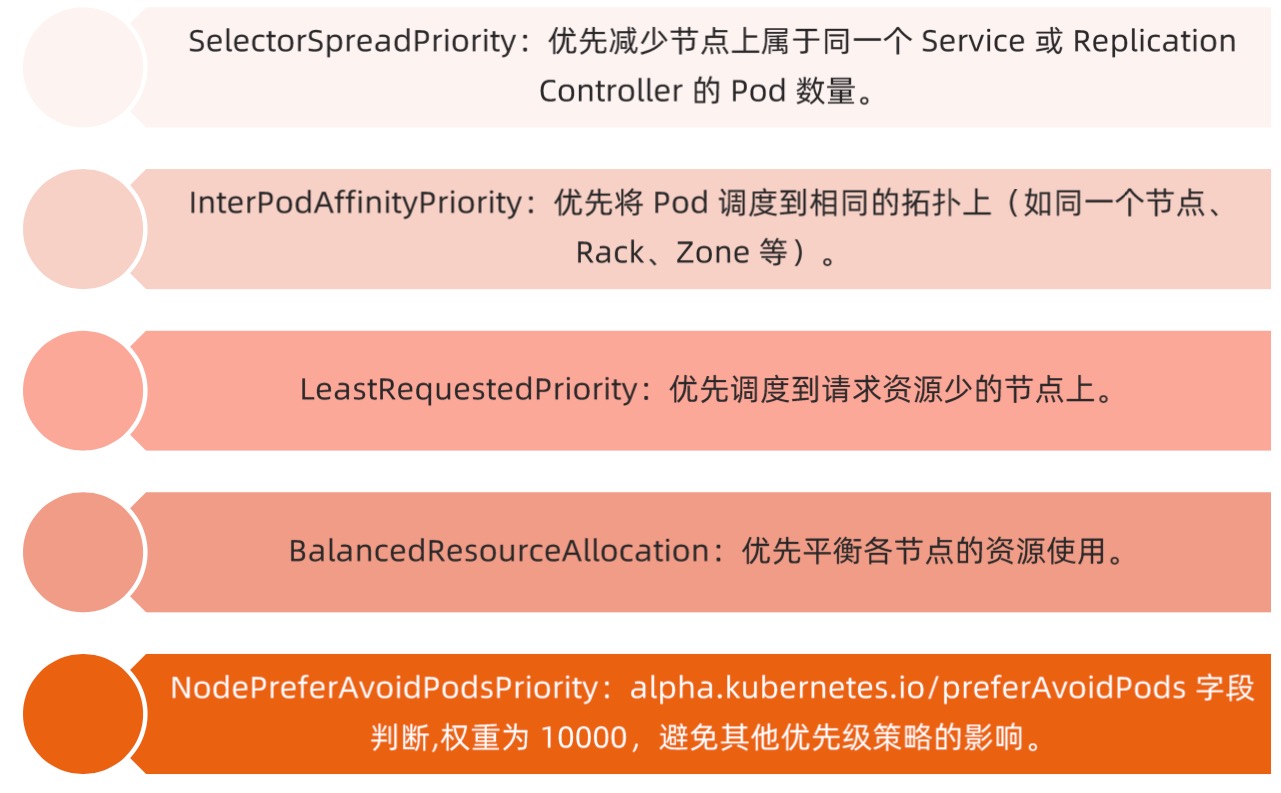 SelectorSpreadPriority：优先减少节点上属于同一个 Service 或 Replication
Controller 的 Pod 数量。
InterPodAffinityPriority：优先将 Pod 调度到相同的拓扑上（如同一个节点、
Rack、Zone 等）。
LeastRequestedPriority：优先调度到请求资源少的节点上。
BalancedResourceAllocation：优先平衡各节点的资源使用。
NodePreferAvoidPodsPriority：alpha.kubernetes.io/preferAvoidPods 字段
判断,权重为 10000，避免其他优先级策略的影响。